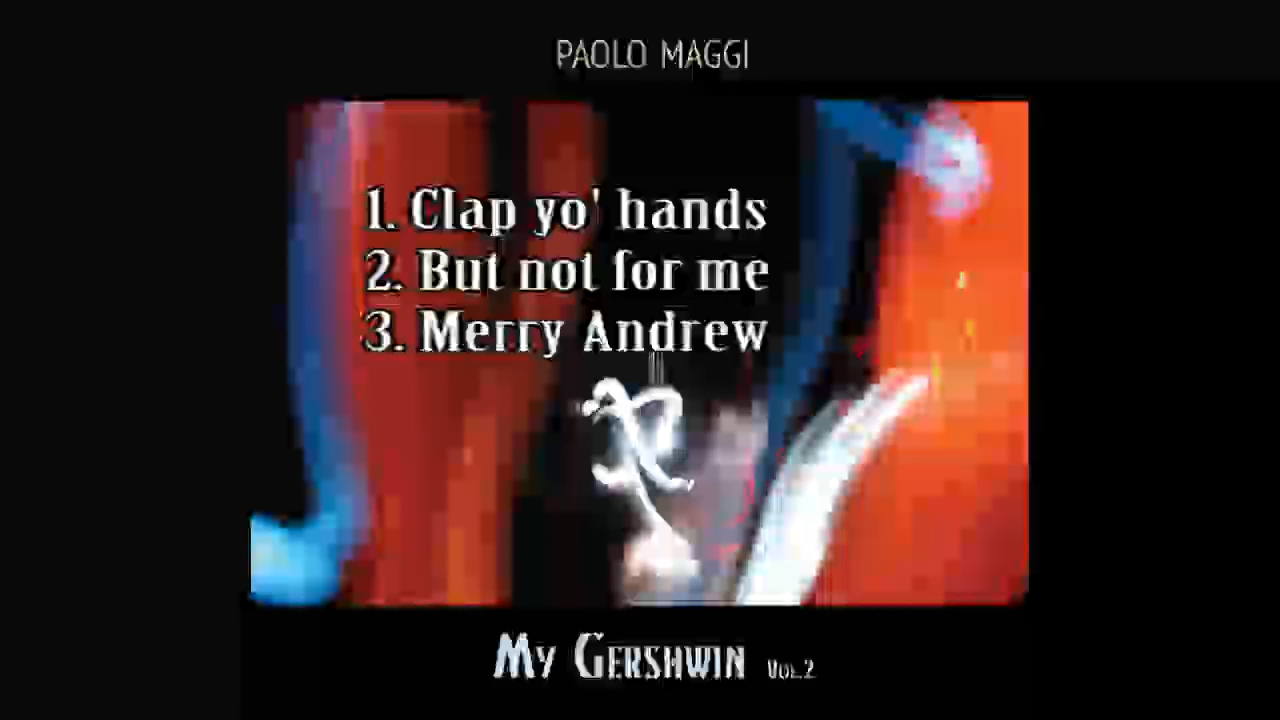 PAOLO MAGGI
1. Clap yo' hands
2. But not for me
3. Merry Andrew
My Gershwin Vol.2